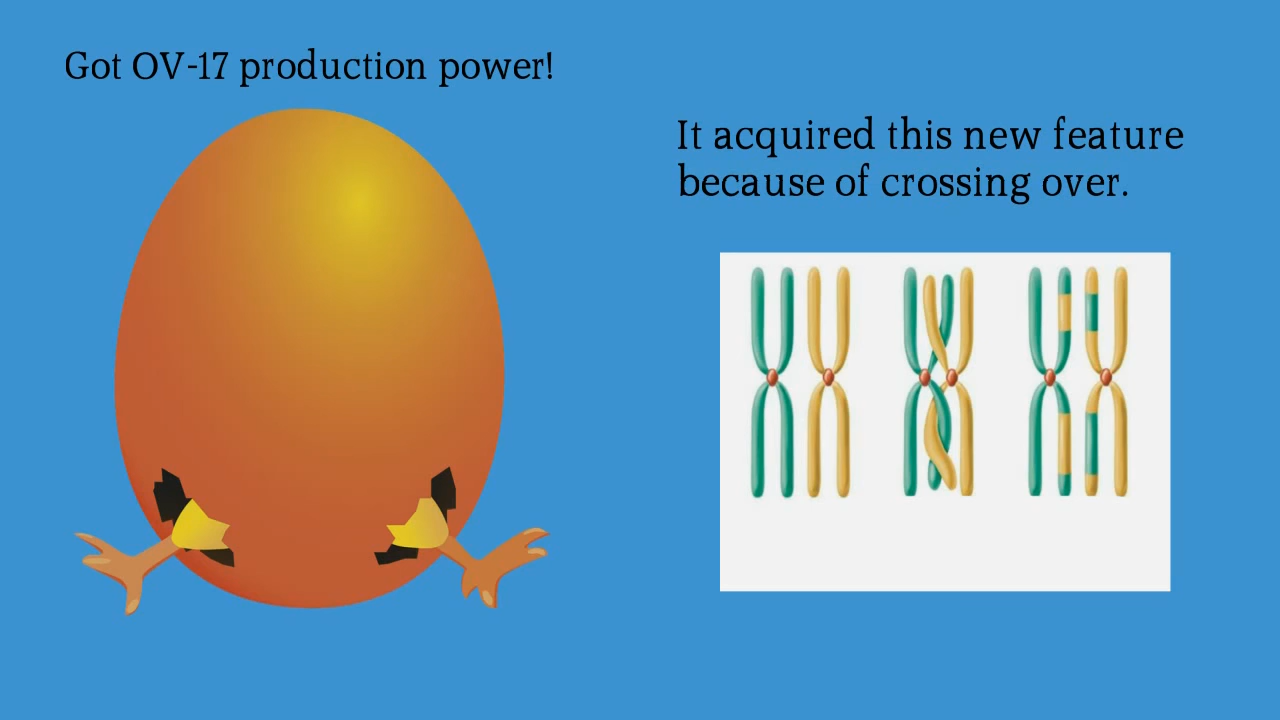 Got OV-17 production power!
It acquired this new feature
because of crossing over.